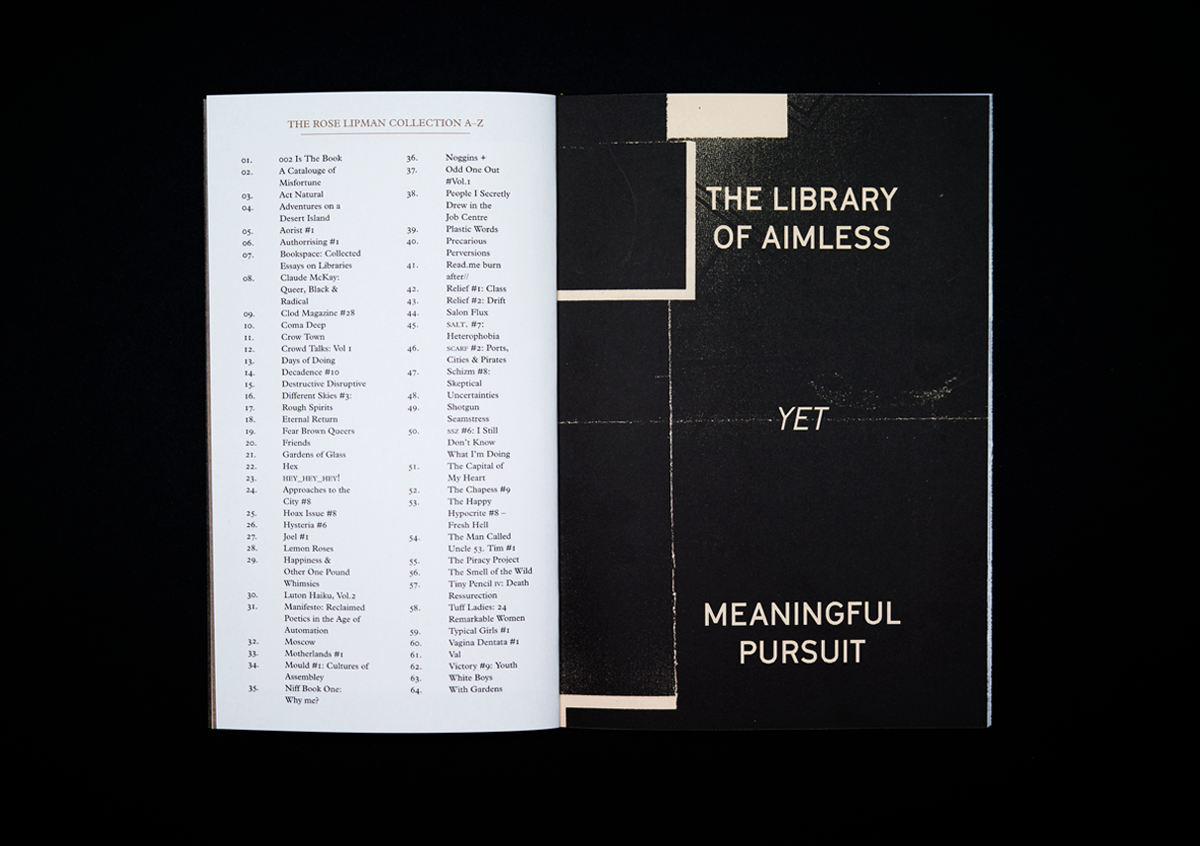 THE ROSE LIPMAN COLLECTION A–Z
01. 002 Is The Book
02. A Catalouge of
Misfortune
03. Act Natural
04. Adventures on a
Desert Island
05. Aorist #1
06. Authorrising #1
07. Bookspace: Collected
Essays on Libraries
08. Claude McKay:
Queer, Black &
Radical
09. Clod Magazine #28
10. Coma Deep
11. Crow Town
12. Crowd Talks: Vol 1
13. Days of Doing
14. Decadence #10
15. Destructive Disruptive
16. Different Skies #3:
17. Rough Spirits
18. Eternal Return
19. Fear Brown Queers
20. Friends
21. Gardens of Glass
22. Hex
23. HEY_HEY_HEY!
24. Approaches to the
City #8
25. Hoax Issue #8
26. Hysteria #6
27. Joel #1
28. Lemon Roses
29. Happiness &
Other One Pound
Whimsies
30. Luton Haiku, Vol.2
31. Manifesto: Reclaimed
Poetics in the Age of
Automation
32. Moscow
33. Motherlands #1
34. Mould #1: Cultures of
Assembley
35. Niff Book One:
Why me?
36. Noggins +
37. Odd One Out
#Vol.1
38. People I Secretly
Drew in the
Job Centre
39. Plastic Words
40. Precarious
Perversions
41. Read.me burn
after//
42. Relief #1: Class
43. Relief #2: Drift
44. Salon Flux
45. SALT. #7:
Heterophobia
46. SCARF #2: Ports,
Cities & Pirates
47. Schizm #8:
Skeptical
48. Uncertainties
49. Shotgun
Seamstress
50. SSZ #6: I Still
Don't Know
What I'm Doing
51. The Capital of
My Heart
52. The Chapess #9
53. The Happy
Hypocrite #8 –
Fresh Hell
54. The Man Called
Uncle 53. Tim #1
55. The Piracy Project
56. The Smell of the Wild
57. Tiny Pencil IV: Death
Ressurection
58. Tuff Ladies: 24
Remarkable Women
59. Typical Girls #1
60. Vagina Dentata #1
61. Val
62. Victory #9: Youth
63. White Boys
64. With Gardens
THE LIBRARY
OF AIMLESS
YET
MEANINGFUL
PURSUIT